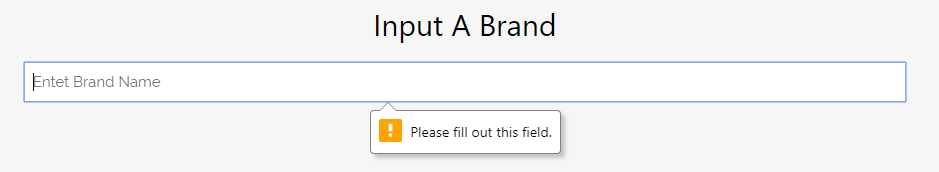 Input A Brand
Entet Brand Name
Please fill out this field.